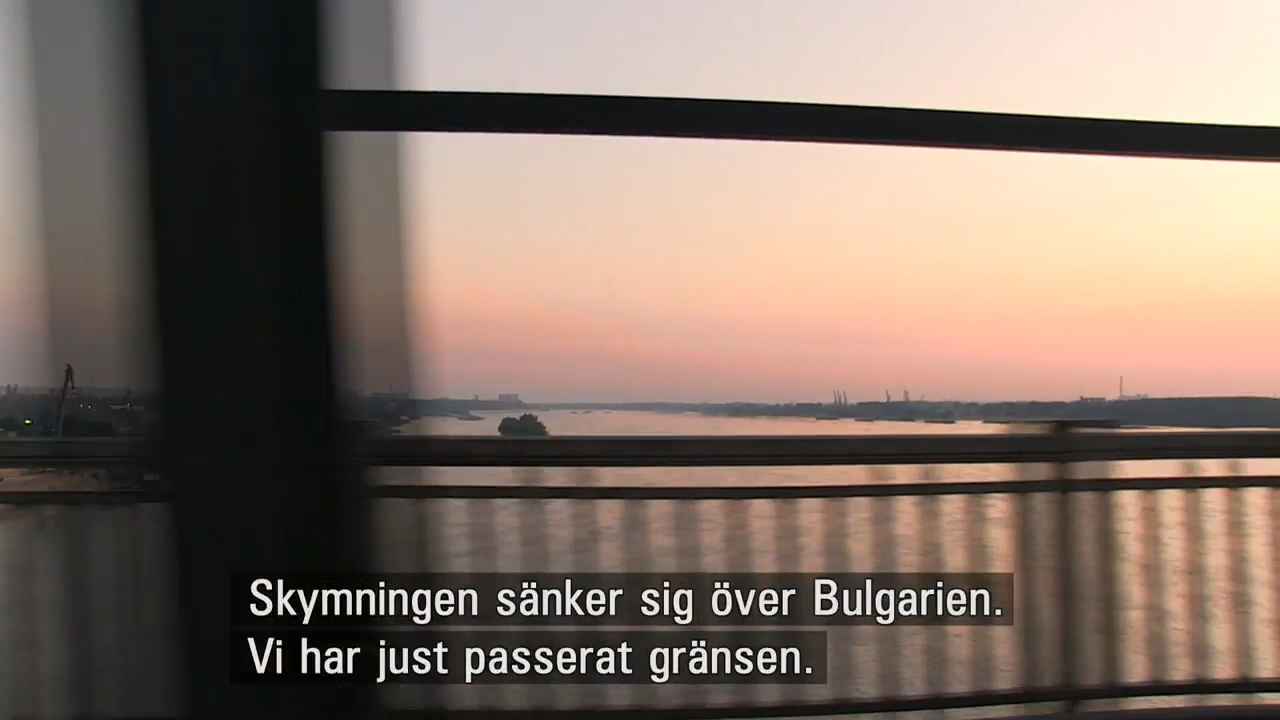 Skymningen sänker sig över Bulgarien.
Vi har just passerat gränsen.